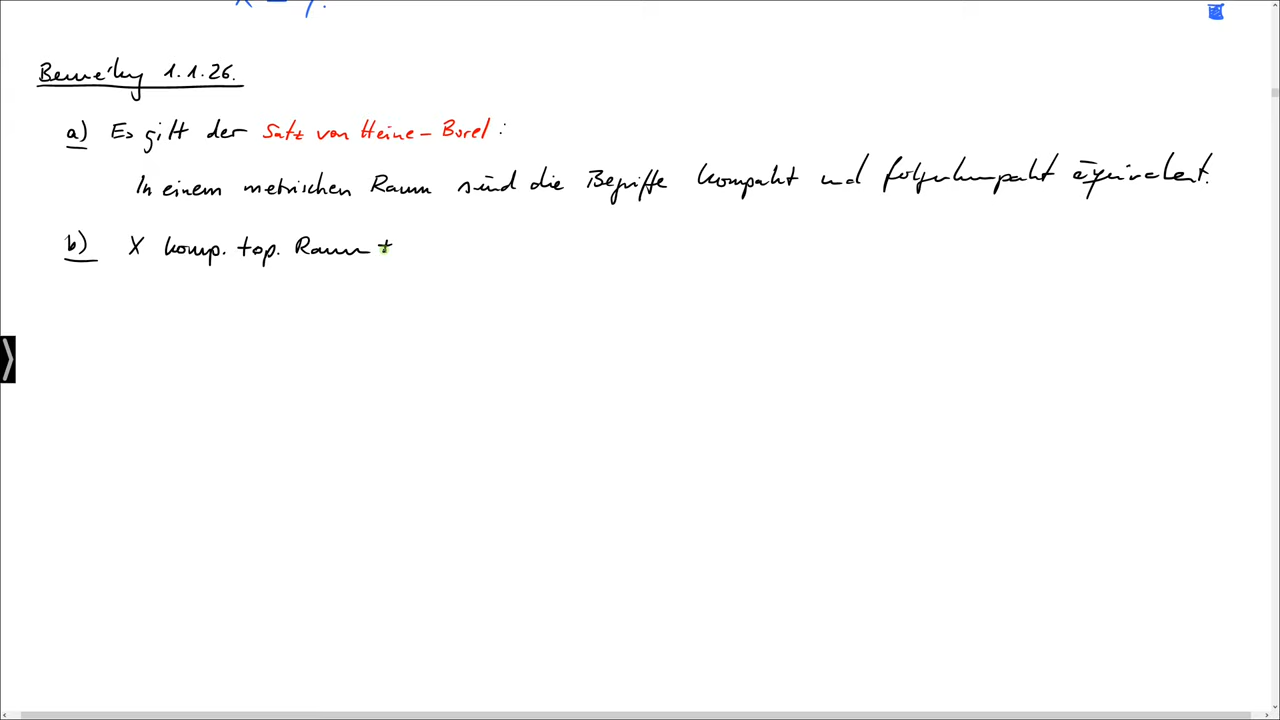 Bemerkung 1.1.26.
a) Es gilt der Satz von Heine-Borel:
In einem metrischen Raum sind die Begriffe kompakt und folgenkompakt äquivalent.
b) X komp. top. Raum